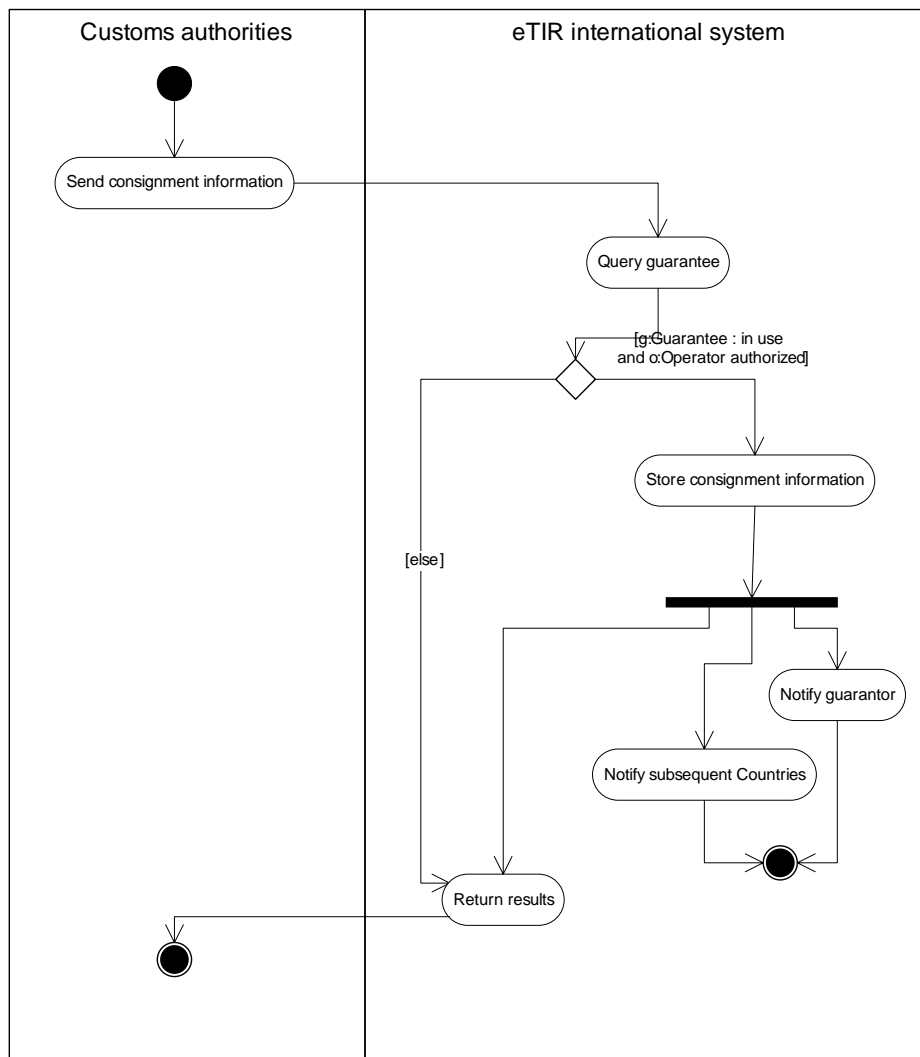 Customs authorities
eTIR international system
Send consignment information
Query guarantee
[g:Guarantee : in use
and o:Operator authorized]
Store consignment information
[else]
Notify guarantor
Notify subsequent Countries
Return results